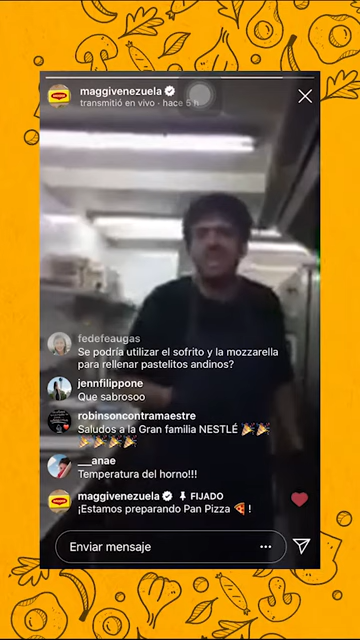 maggivenezuela
transmitió en vivo · hace 5 h
fedefeaugas
Se podría utilizar el sofrito y la mozzarella
para rellenar pastelitos andinos?
jennfilippone
Que sabrosoo
robinsoncontramaestre
Saludos a la Gran familia NESTLÉ 🎉🎉
🎉🎉🎉🎉
___anae
Temperatura del horno!!!
maggivenezuela FIJADO
¡Estamos preparando Pan Pizza 🍕 !
Enviar mensaje